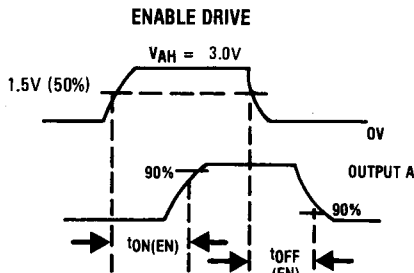 ENABLE DRIVE
VAH = 3.0V
1.5V (50%)
0V
OUTPUT A
90%
90%
tON(EN)
tOFF
(EN)